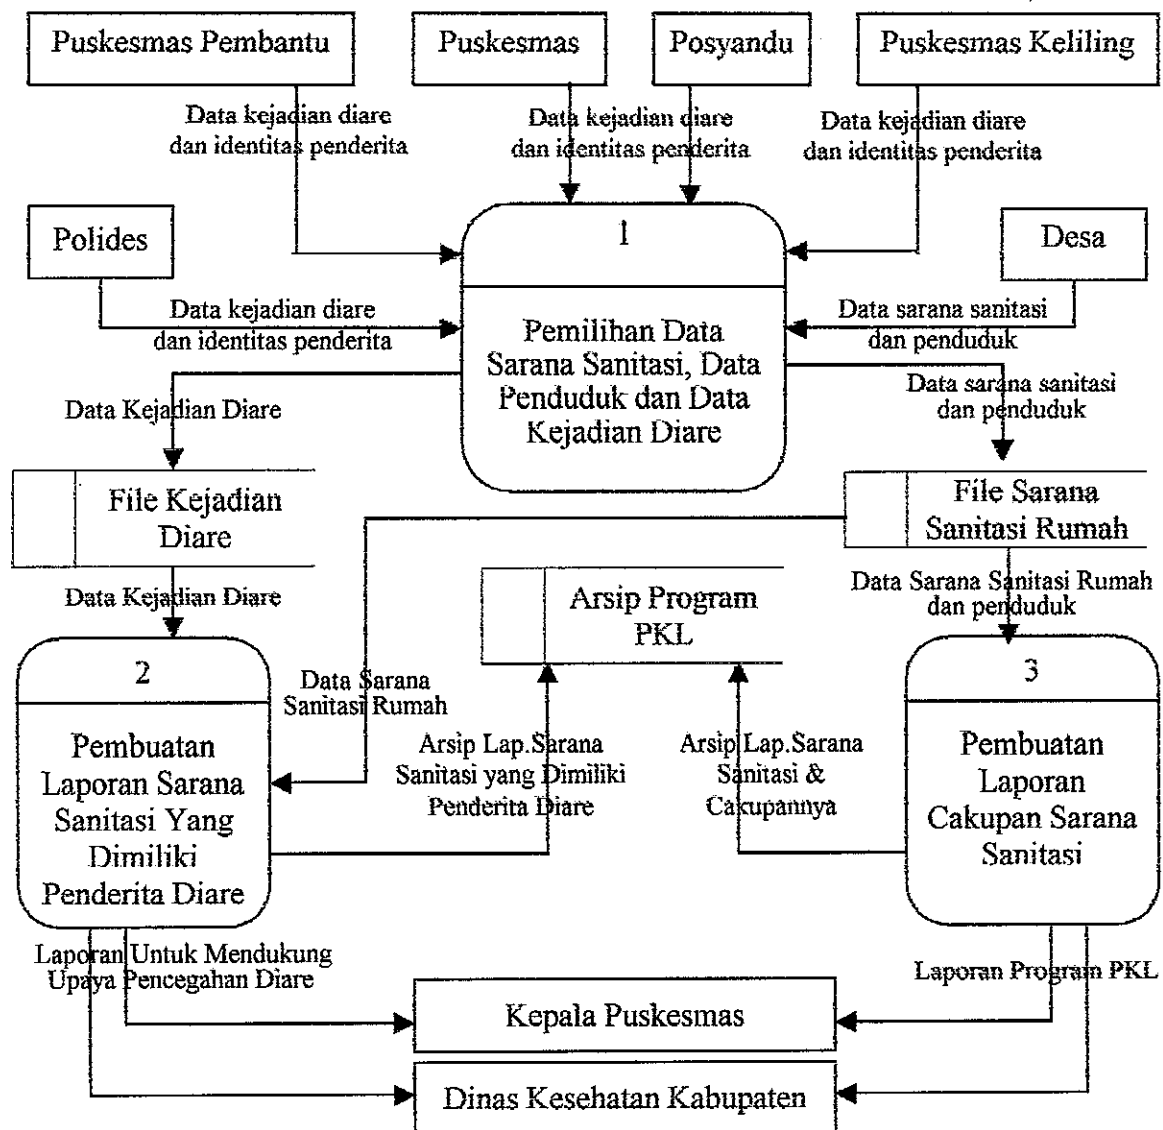 Puskesmas Pembantu
Puskesmas
Posyandu
Puskesmas Keliling
Data kejadian diare
dan identitas penderita
Data kejadian diare
dan identitas penderita
Data kejadian diare
dan identitas penderita
Polides
1
Desa
Data kejadian diare
dan identitas penderita
Pemilihan Data
Sarana Sanitasi, Data
Penduduk dan Data
Kejadian Diare
Data sarana sanitasi
dan penduduk
Data Kejadian Diare
Data sarana sanitasi
dan penduduk
File Kejadian
Diare
File Sarana
Sanitasi Rumah
Data Kejadian Diare
Arsip Program
PKL
Data Sarana Sanitasi Rumah
dan penduduk
2
Data Sarana
Sanitasi Rumah
3
Pembuatan
Laporan Sarana
Sanitasi Yang
Dimiliki
Penderita Diare
Arsip Lap.Sarana
Sanitasi yang Dimiliki
Penderita Diare
Arsip Lap.Sarana
Sanitasi &
Cakupannya
Pembuatan
Laporan
Cakupan Sarana
Sanitasi
Laporan Untuk Mendukung
Upaya Pencegahan Diare
Laporan Program PKL
Kepala Puskesmas
Dinas Kesehatan Kabupaten